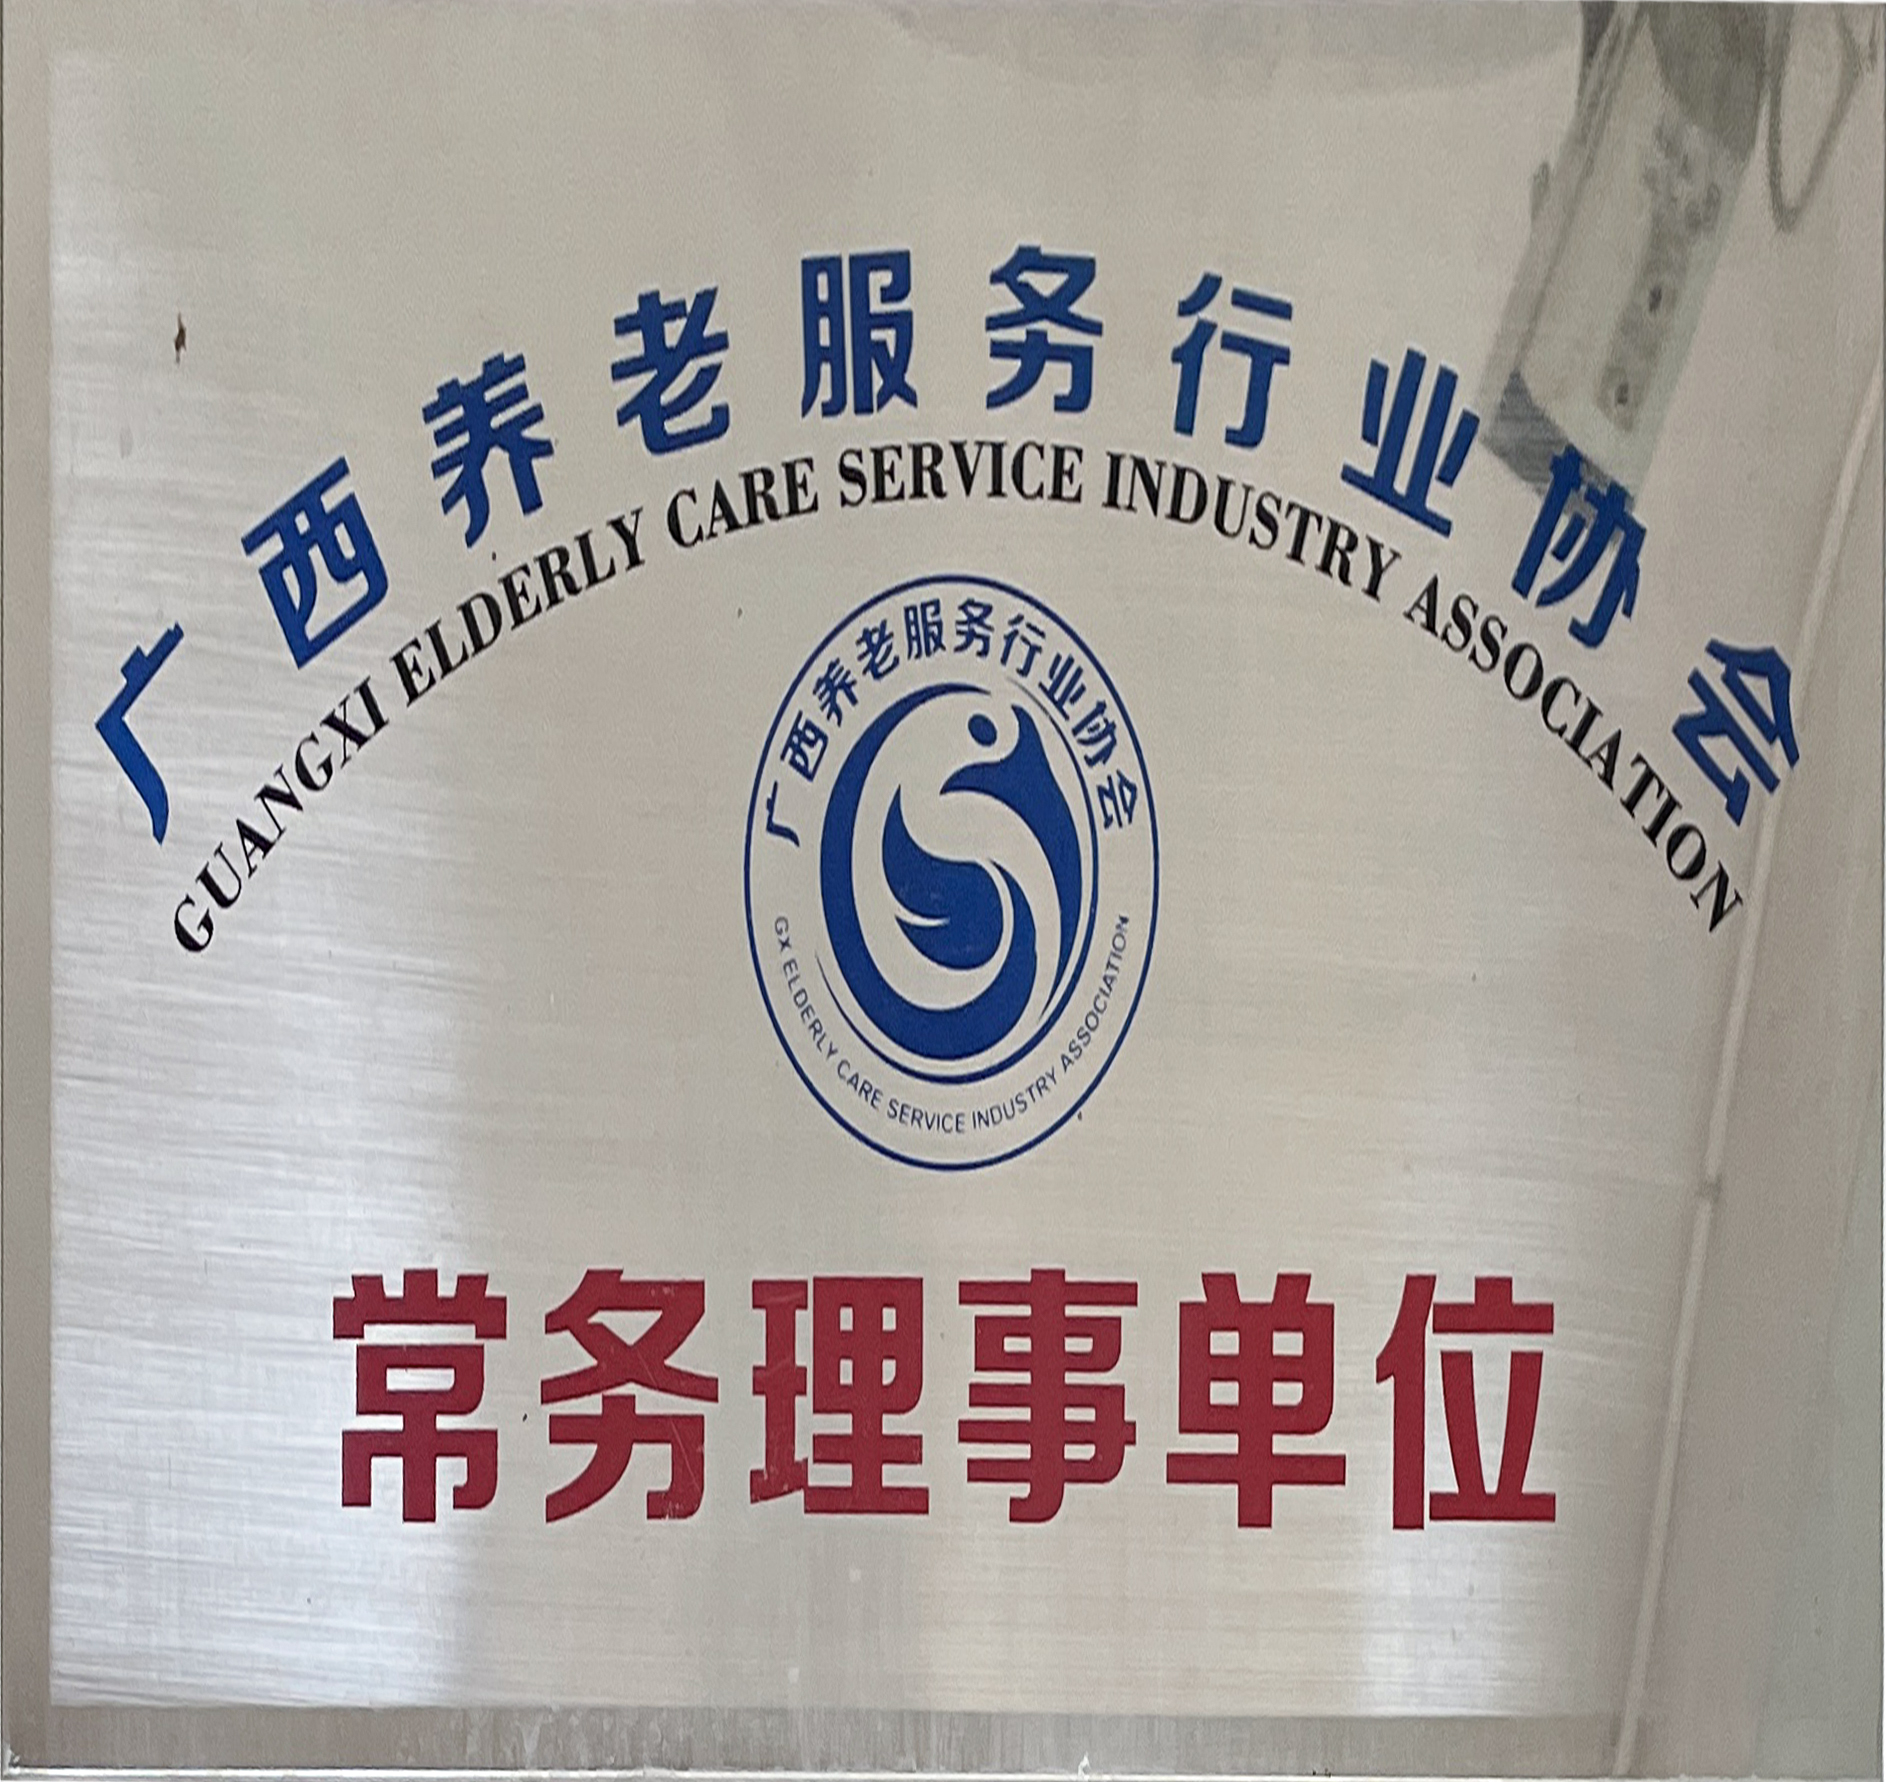 广西养老服务行业协会
GUANGXI ELDERLY CARE SERVICE INDUSTRY ASSOCIATION
广西养老服务行业协会
GX ELDERLY CARE SERVICE INDUSTRY ASSOCIATION
常务理事单位